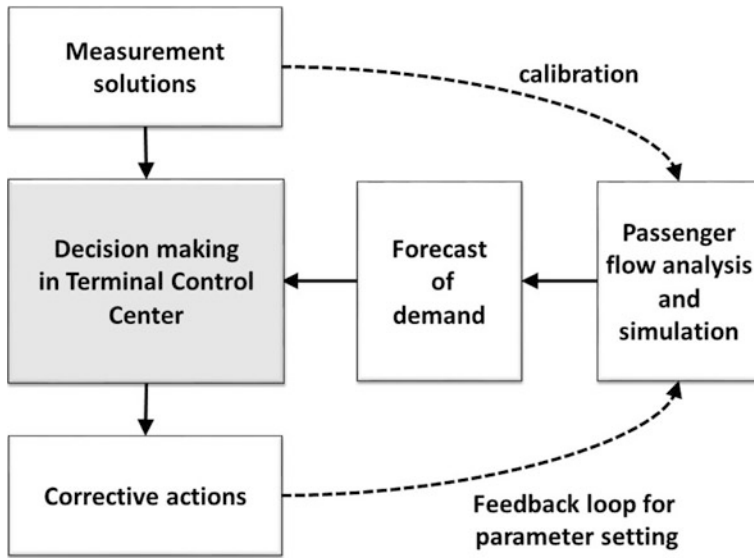 Measurement
solutions
calibration
Decision making
in Terminal Control
Center
Forecast
of
demand
Passenger
flow analysis
and
simulation
Corrective actions
Feedback loop for
parameter setting